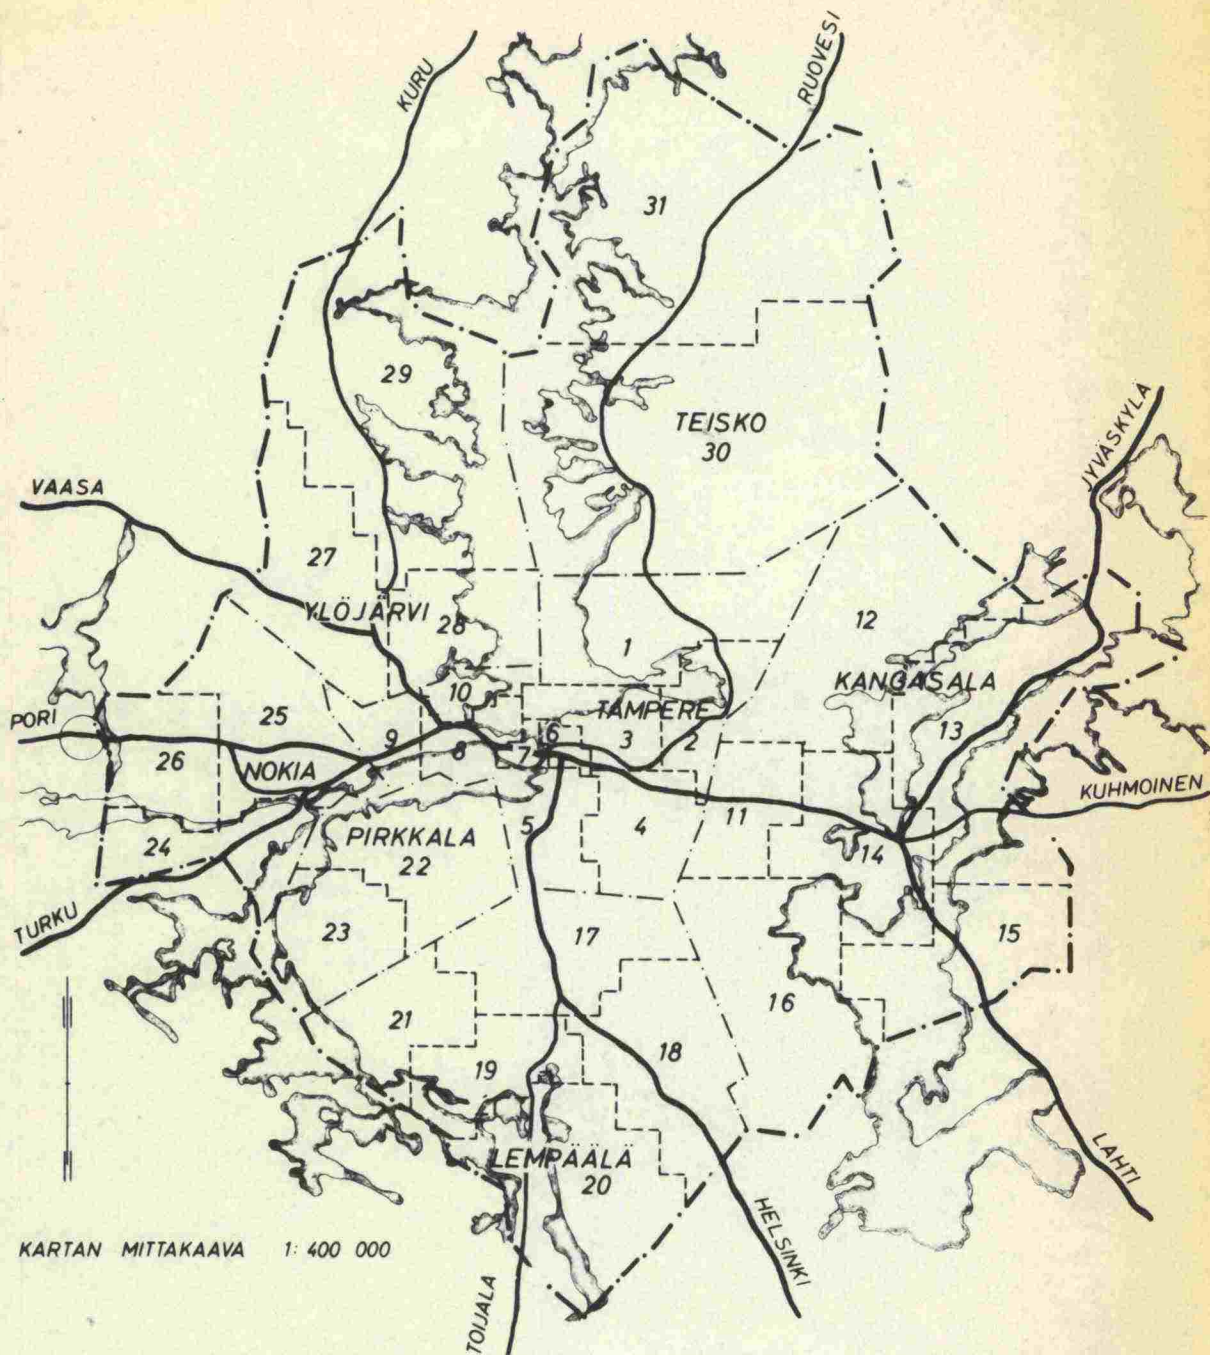 KURU
RUOVESI
31
29
TEISKO
30
JYVÄSKYLÄ
VAASA
27
YLÖJÄRVI
28
1
12
KANGASALA
10
TAMPERE
PORI
25
13
26
9
8
7
6
3
2
NOKIA
KUHMOINEN
24
PIRKKALA
22
5
4
11
14
TURKU
23
17
15
16
21
18
19
LEMPÄÄLÄ
20
LAHTI
HELSINKI
KARTAN MITTAKAAVA 1: 400 000
TOIJALA